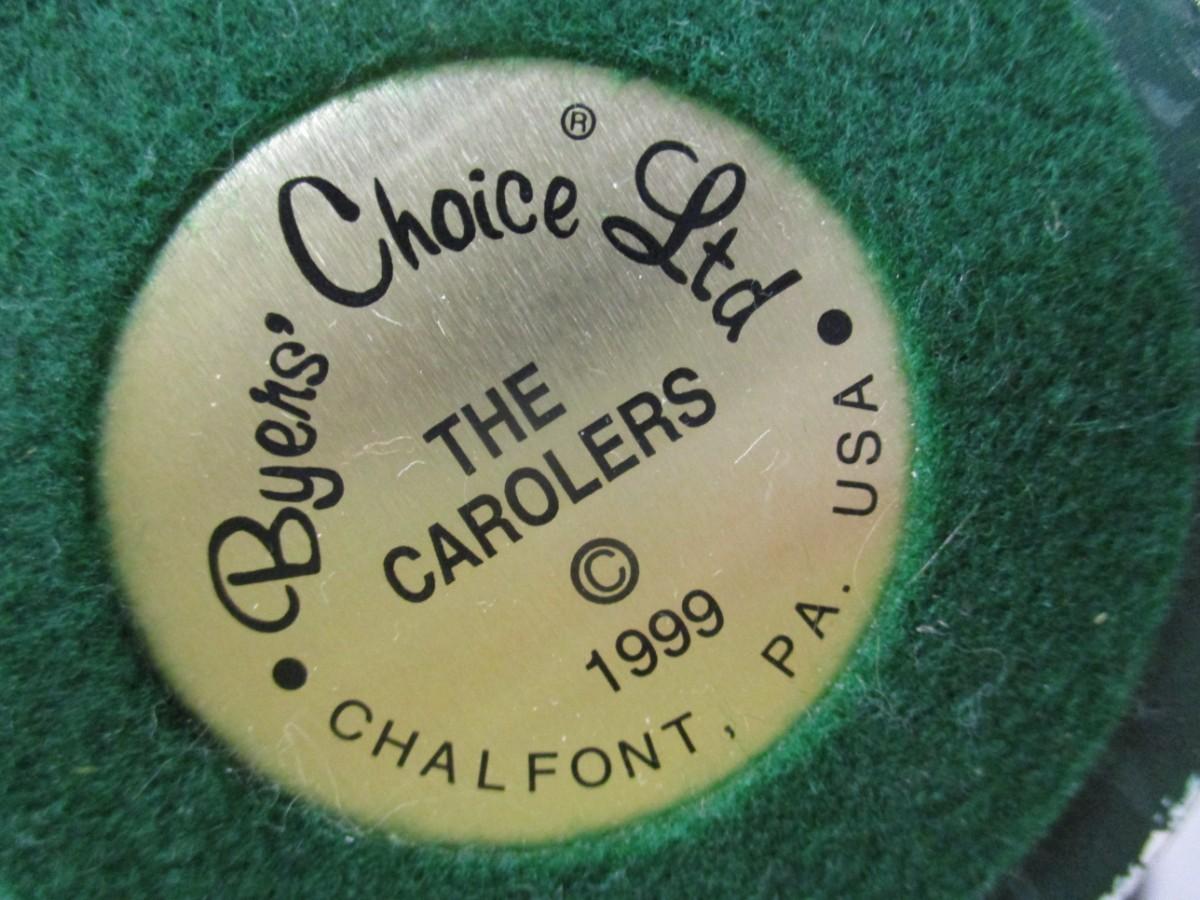 Byers' Choice ® Ltd
THE
CAROLERS
©
1999
• CHALFONT, PA. USA •